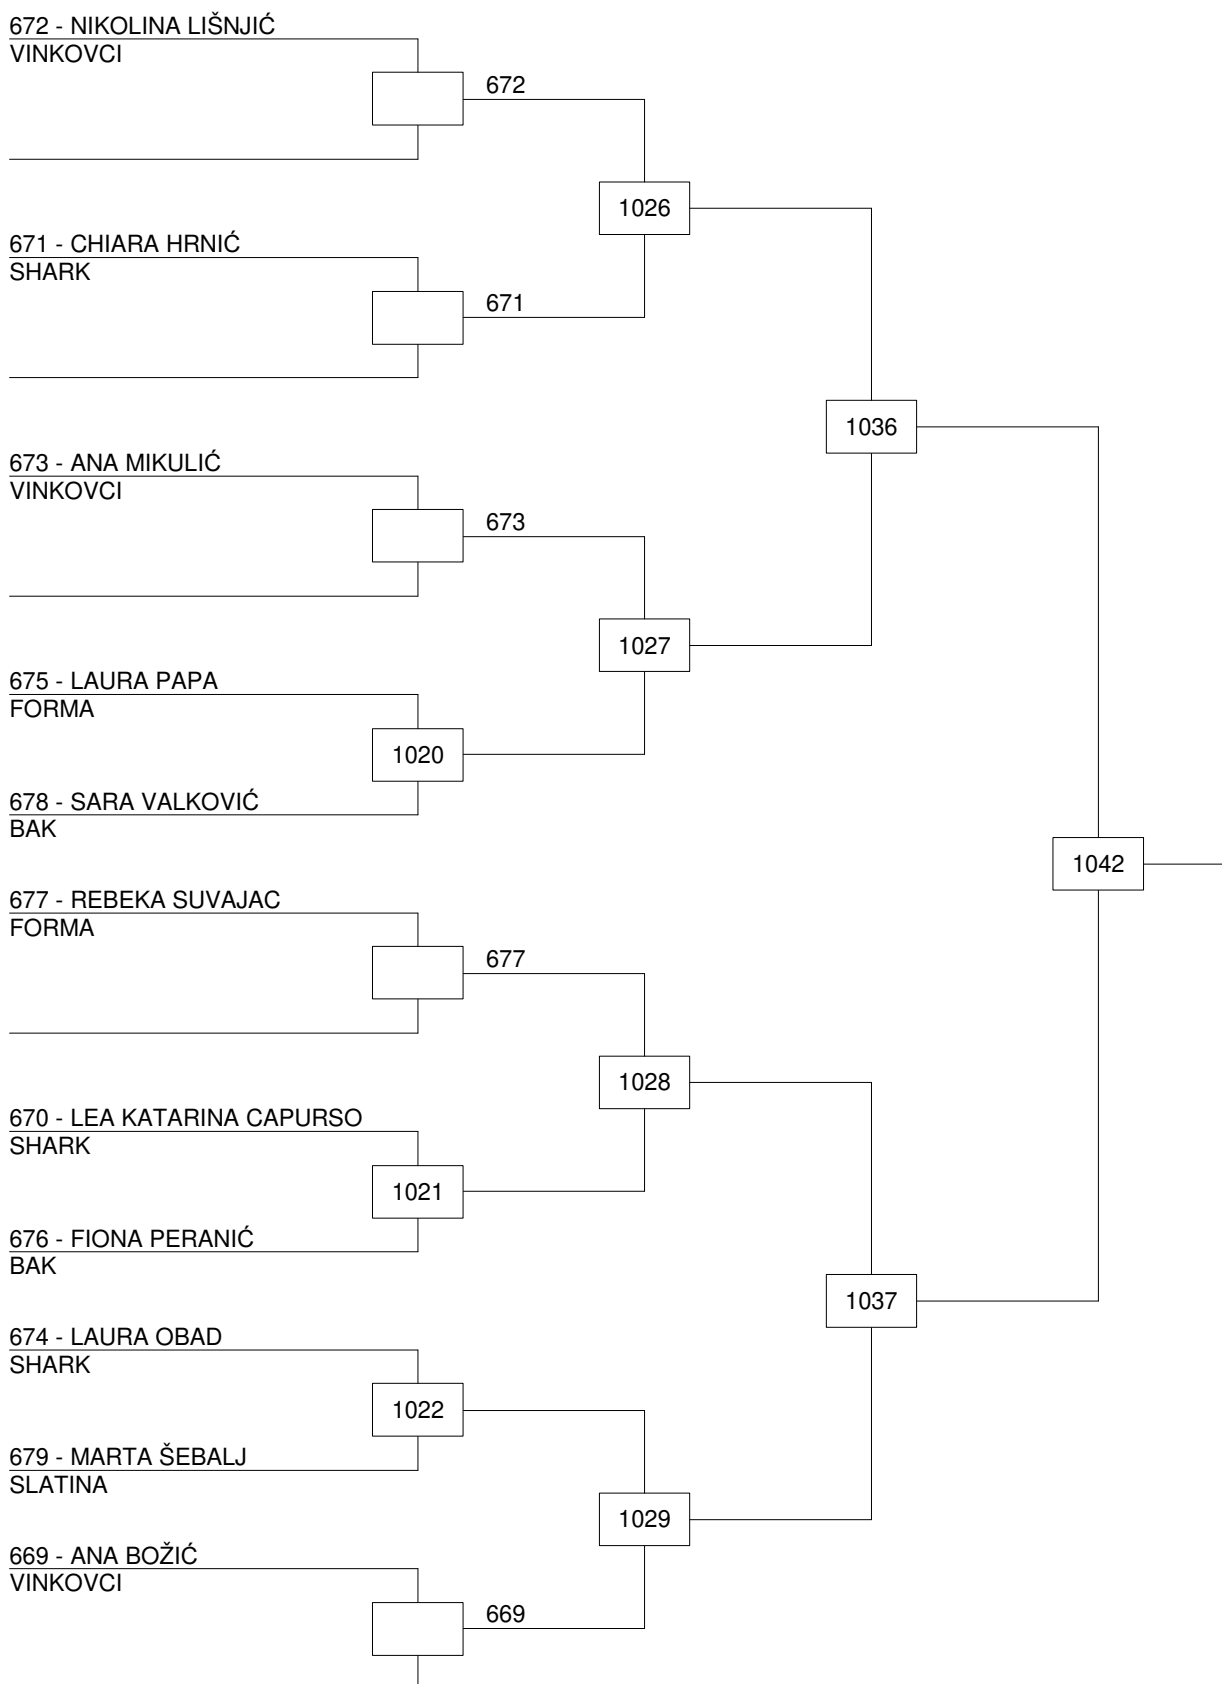 672 - NIKOLINA LIŠNJIĆ
VINKOVCI
672
1026
671 - CHIARA HRNIĆ
SHARK
671
1036
673 - ANA MIKULIĆ
VINKOVCI
673
1027
675 - LAURA PAPA
FORMA
1020
678 - SARA VALKOVIĆ
BAK
1042
677 - REBEKA SUVAJAC
FORMA
677
1028
670 - LEA KATARINA CAPURSO
SHARK
1021
676 - FIONA PERANIĆ
BAK
1037
674 - LAURA OBAD
SHARK
1022
679 - MARTA ŠEBALJ
SLATINA
1029
669 - ANA BOŽIĆ
VINKOVCI
669